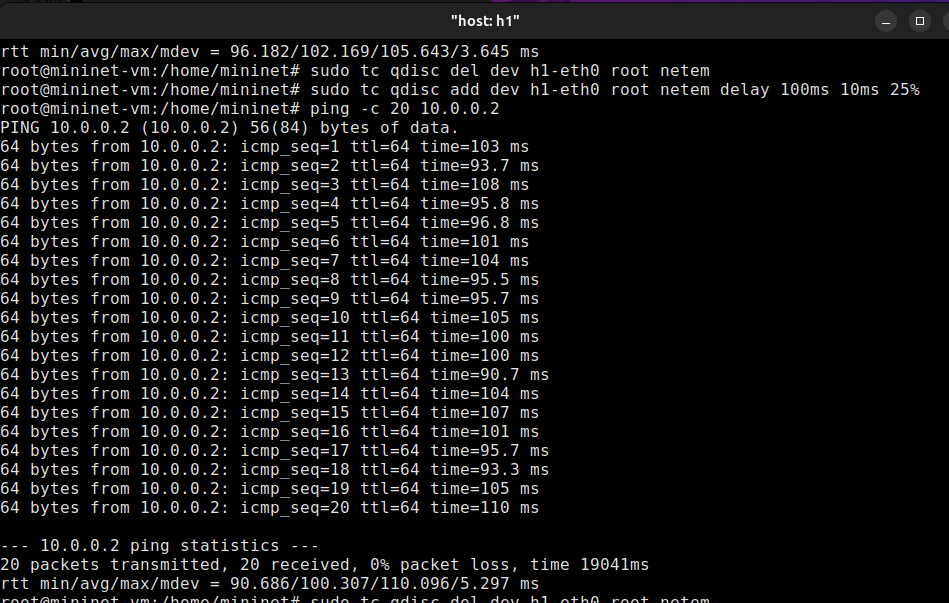 "host: h1"
rtt min/avg/max/mdev = 96.182/102.169/105.643/3.645 ms
root@mininet-vm:/home/mininet# sudo tc qdisc del dev h1-eth0 root netem
root@mininet-vm:/home/mininet# sudo tc qdisc add dev h1-eth0 root netem delay 100ms 10ms 25%
root@mininet-vm:/home/mininet# ping -c 20 10.0.0.2
PING 10.0.0.2 (10.0.0.2) 56(84) bytes of data.
64 bytes from 10.0.0.2: icmp_seq=1 ttl=64 time=103 ms
64 bytes from 10.0.0.2: icmp_seq=2 ttl=64 time=93.7 ms
64 bytes from 10.0.0.2: icmp_seq=3 ttl=64 time=108 ms
64 bytes from 10.0.0.2: icmp_seq=4 ttl=64 time=95.8 ms
64 bytes from 10.0.0.2: icmp_seq=5 ttl=64 time=96.8 ms
64 bytes from 10.0.0.2: icmp_seq=6 ttl=64 time=101 ms
64 bytes from 10.0.0.2: icmp_seq=7 ttl=64 time=104 ms
64 bytes from 10.0.0.2: icmp_seq=8 ttl=64 time=95.5 ms
64 bytes from 10.0.0.2: icmp_seq=9 ttl=64 time=95.7 ms
64 bytes from 10.0.0.2: icmp_seq=10 ttl=64 time=105 ms
64 bytes from 10.0.0.2: icmp_seq=11 ttl=64 time=100 ms
64 bytes from 10.0.0.2: icmp_seq=12 ttl=64 time=100 ms
64 bytes from 10.0.0.2: icmp_seq=13 ttl=64 time=90.7 ms
64 bytes from 10.0.0.2: icmp_seq=14 ttl=64 time=104 ms
64 bytes from 10.0.0.2: icmp_seq=15 ttl=64 time=107 ms
64 bytes from 10.0.0.2: icmp_seq=16 ttl=64 time=101 ms
64 bytes from 10.0.0.2: icmp_seq=17 ttl=64 time=95.7 ms
64 bytes from 10.0.0.2: icmp_seq=18 ttl=64 time=93.3 ms
64 bytes from 10.0.0.2: icmp_seq=19 ttl=64 time=105 ms
64 bytes from 10.0.0.2: icmp_seq=20 ttl=64 time=110 ms
--- 10.0.0.2 ping statistics ---
20 packets transmitted, 20 received, 0% packet loss, time 19041ms
rtt min/avg/max/mdev = 90.686/100.307/110.096/5.297 ms
root@mininet-vm:/home/mininet# sudo tc qdisc del dev h1-eth0 root netem